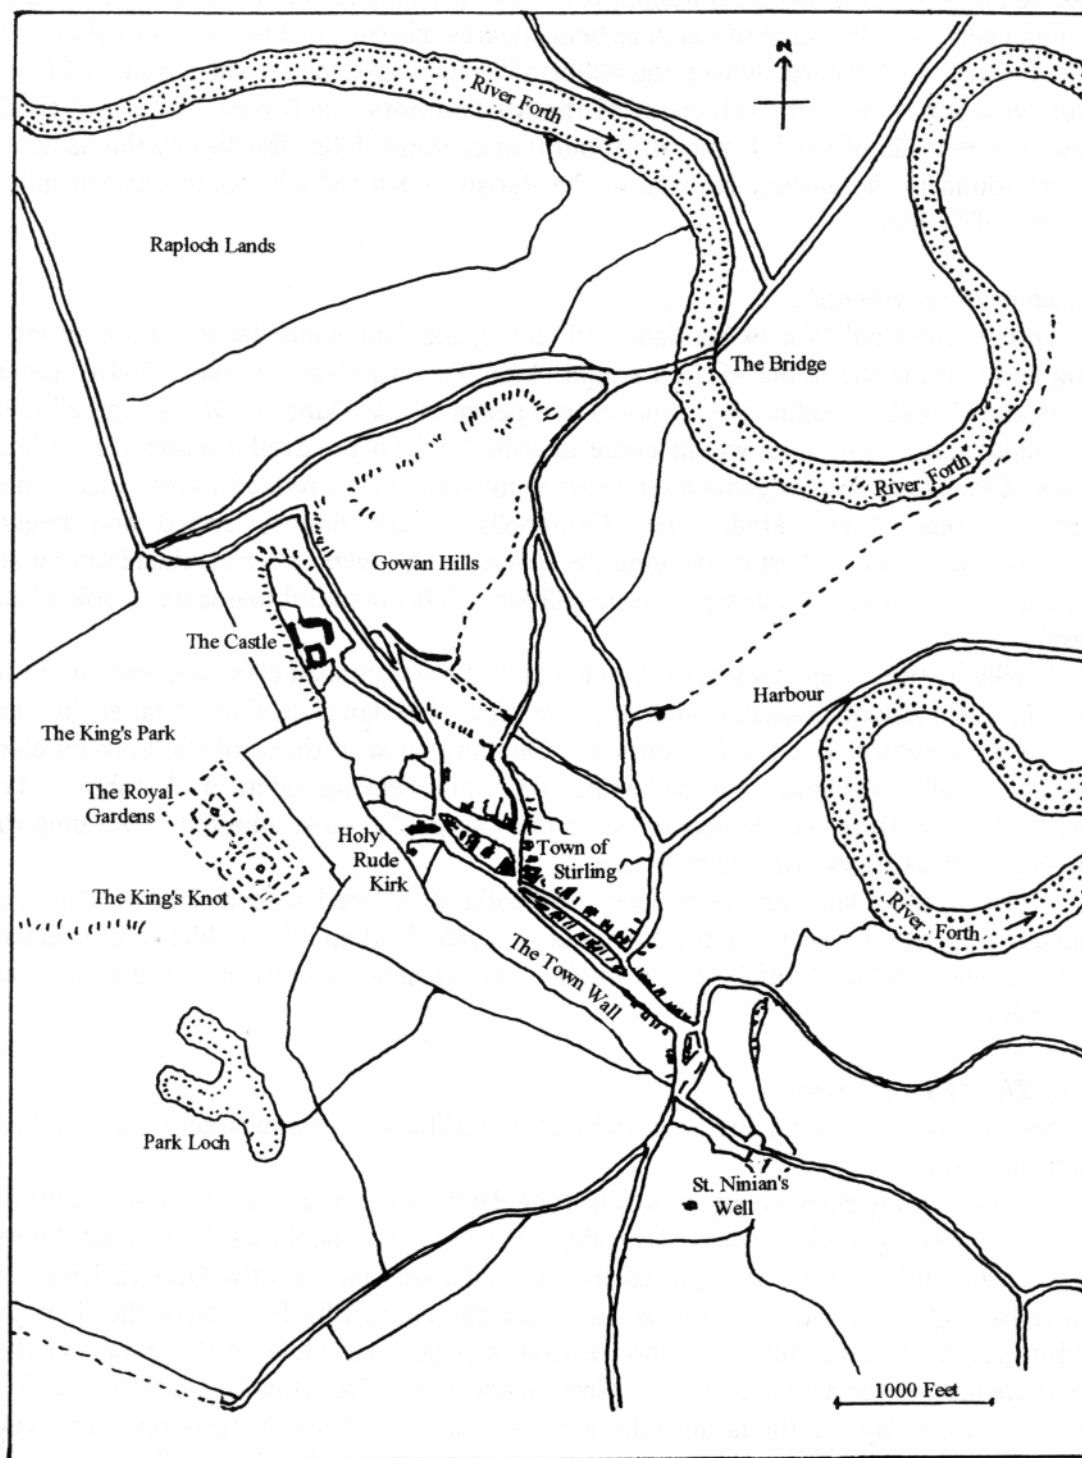 N
River Forth
Raploch Lands
The Bridge
River Forth
Gowan Hills
The Castle
Harbour
The King's Park
The Royal
Gardens
Holy
Rude
Kirk
Town of
Stirling
The King's Knot
River Forth
The Town Wall
Park Loch
St. Ninian's
Well
1000 Feet